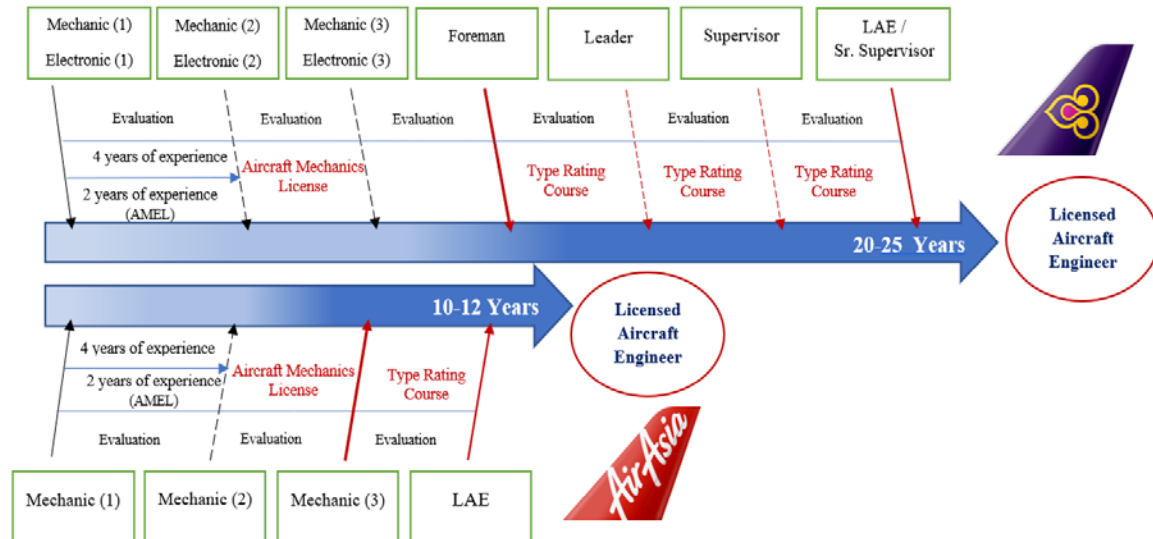 Mechanic (1)
Electronic (1)
Mechanic (2)
Electronic (2)
Mechanic (3)
Electronic (3)
Foreman
Leader
Supervisor
LAE /
Sr. Supervisor
Evaluation
Evaluation
Evaluation
Evaluation
Evaluation
Evaluation
4 years of experience
2 years of experience
(AMEL)
Aircraft Mechanics
License
Type Rating
Course
Type Rating
Course
Type Rating
Course
20-25 Years
Licensed
Aircraft
Engineer
10-12 Years
Licensed
Aircraft
Engineer
4 years of experience
2 years of experience
(AMEL)
Aircraft Mechanics
License
Type Rating
Course
Evaluation
Evaluation
Evaluation
AirAsia
Mechanic (1)
Mechanic (2)
Mechanic (3)
LAE